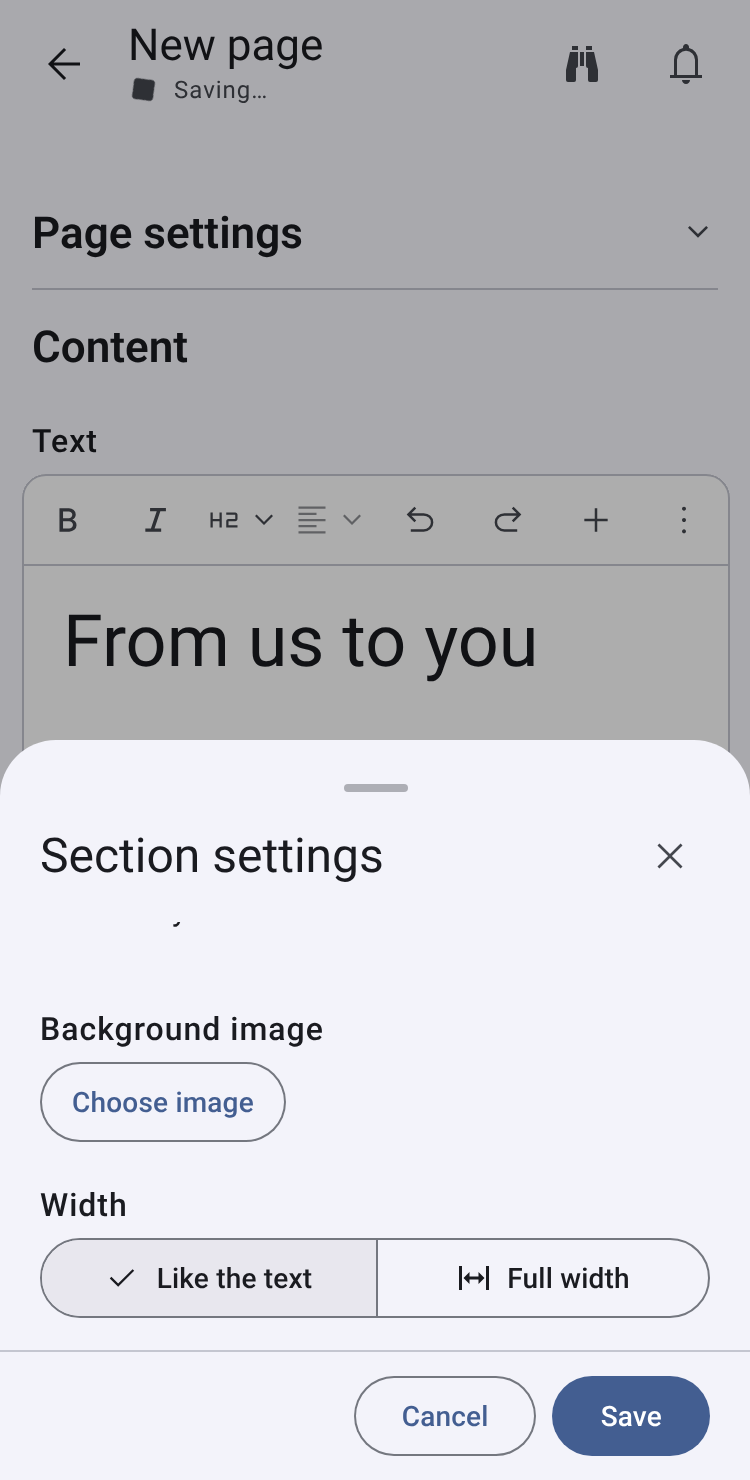 New page
Saving…
Page settings
Content
Text
B I H2
From us to you
Section settings
Background image
Choose image
Width
Like the text
Full width
Cancel
Save